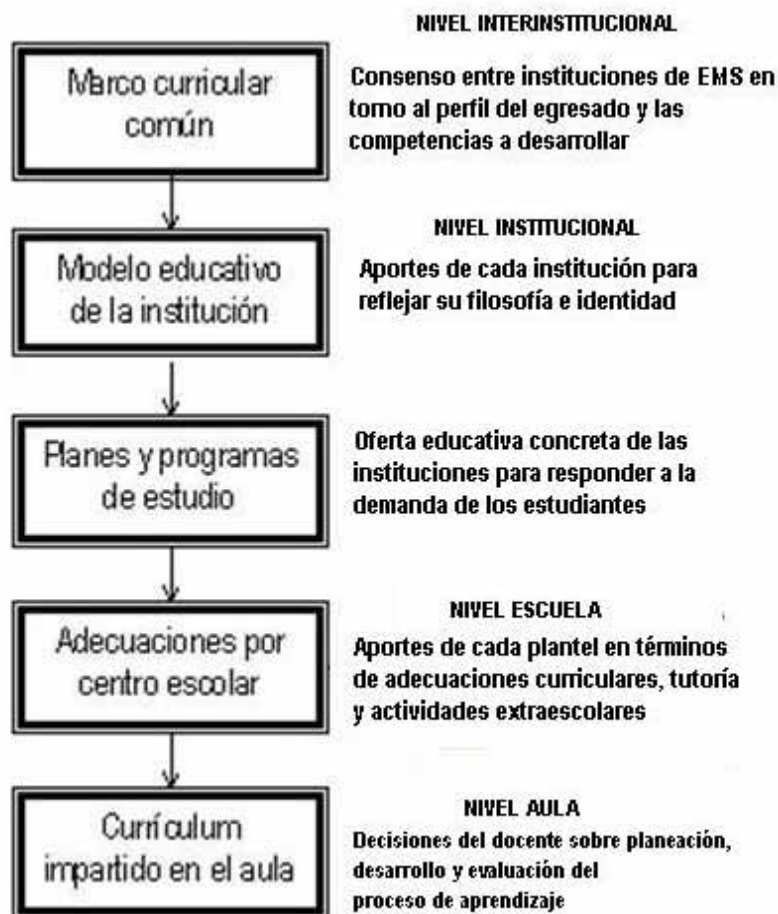 NIVEL INTERINSTITUCIONAL
Marco curricular
común
Consenso entre instituciones de EMS en
torno al perfil del egresado y las
competencias a desarrollar
NIVEL INSTITUCIONAL
Modelo educativo
de la institución
Aportes de cada institución para
reflejar su filosofía e identidad
Planes y programas
de estudio
Oferta educativa concreta de las
instituciones para responder a la
demanda de los estudiantes
NIVEL ESCUELA
Adecuaciones por
centro escolar
Aportes de cada plantel en términos
de adecuaciones curriculares, tutoría
y actividades extraescolares
NIVEL AULA
Currículum
impartido en el aula
Decisiones del docente sobre planeación,
desarrollo y evaluación del
proceso de aprendizaje